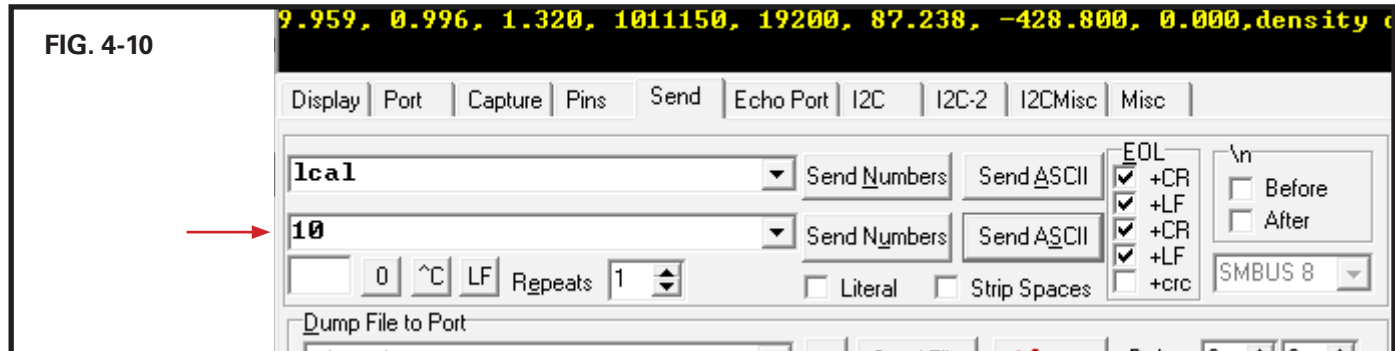 FIG. 4-10
9.959, 0.996, 1.320, 1011150, 19200, 87.238, -428.800, 0.000,density
Display Port Capture Pins Send Echo Port I2C I2C-2 I2CMisc Misc
lcal Send Numbers Send ASCII
10 Send Numbers Send ASCII
0 ^C LF Repeats 1 Literal Strip Spaces
EOL
+CR
+LF
+CR
+LF
+crc
\n
Before
After
SMBUS 8
Dump File to Port